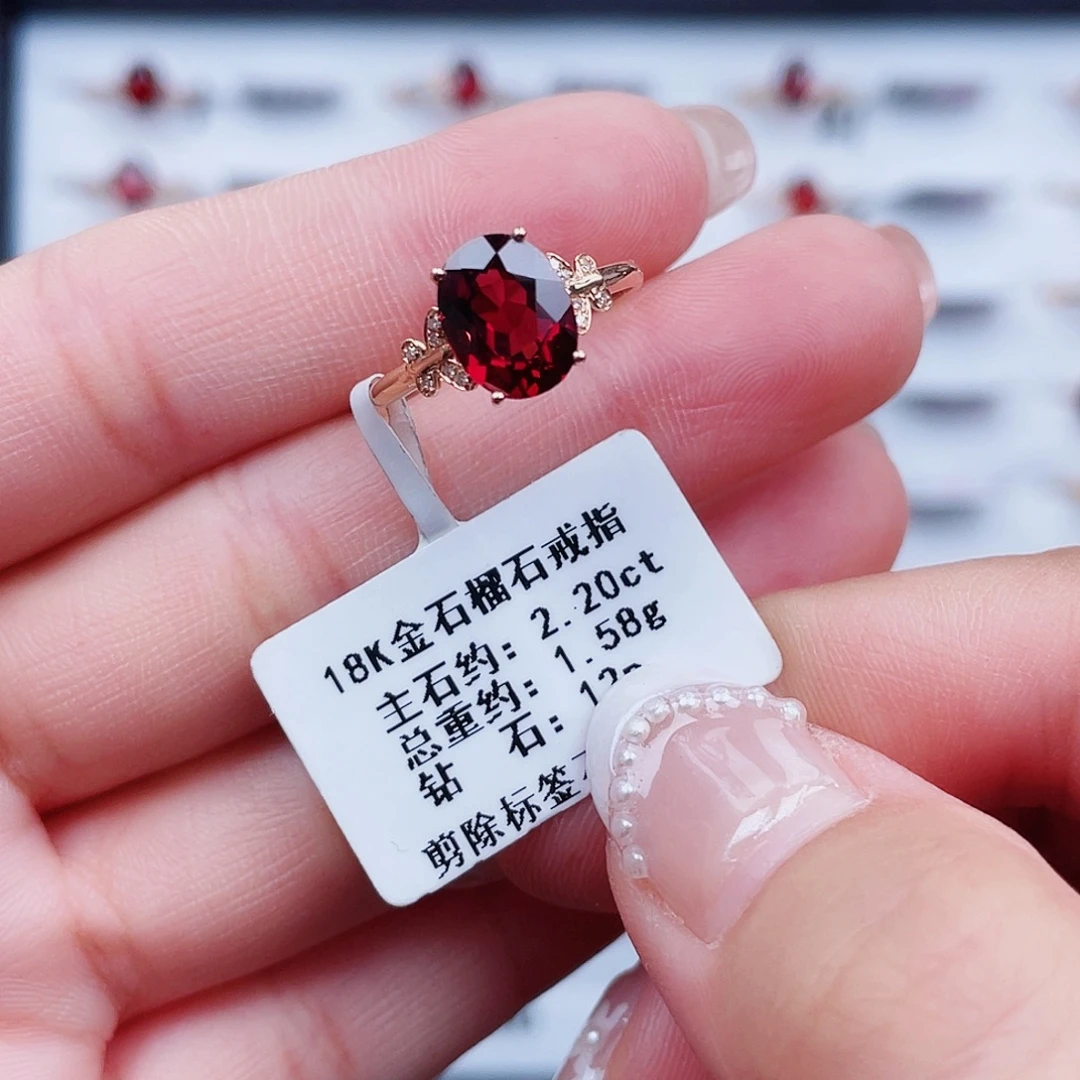 18K金石榴石戒指
主石约: 2.20ct
总重约: 1.58g
钻 石: 12
剪除标签